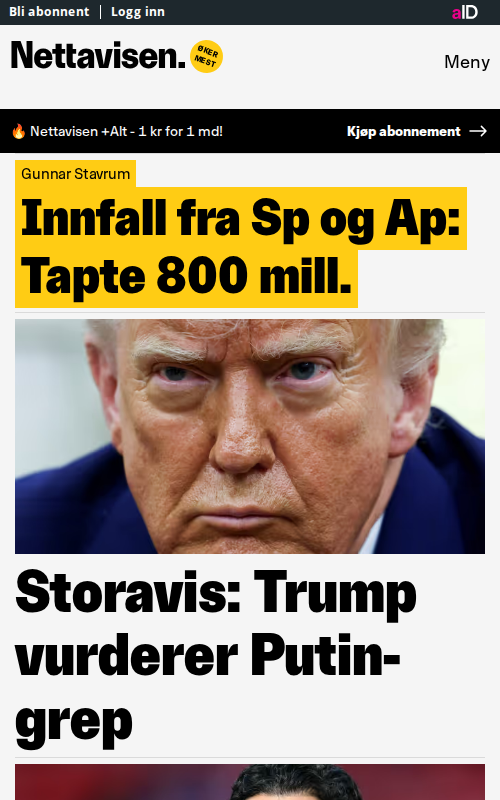 Bli abonnent | Logg inn
aID
Nettavisen.
ØKER
MEST
Meny
🔥 Nettavisen +Alt - 1 kr for 1 md!
Kjøp abonnement →
Gunnar Stavrum
Innfall fra Sp og Ap:
Tapte 800 mill.
Storavis: Trump
vurderer Putin-
grep